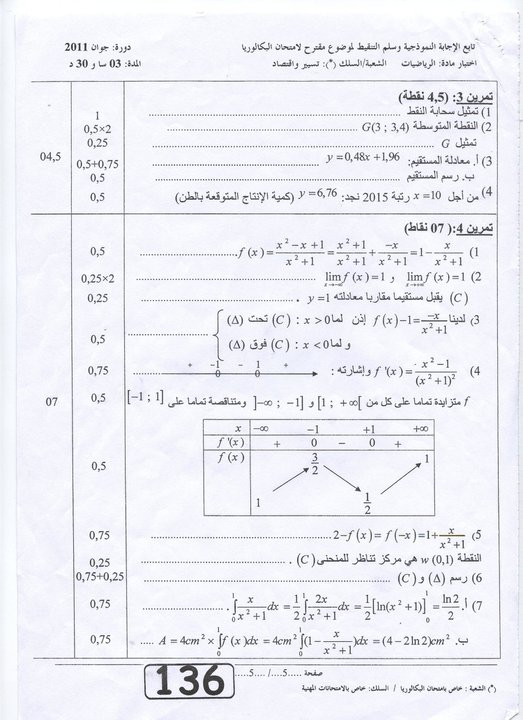 تابع الإجابة النموذجية وسلم التنقيط لموضوع مقترح لامتحان البكالوريا
دورة: جوان 2011
اختبار مادة: الرياضيات الشعبة/السلك (*): تسيير واقتصاد
المدة: 03 سا و 30 د
تمرين 3: (4,5 نقطة)
1) تمثيل سحابة النقط ... 1
2) النقطة المتوسطة G(3 ; 3,4) ... 0,5×2
تمثيل G ... 0,25
04,5
3) أ. معادلة المستقيم: y = 0,48x + 1,96 ... 0,5+0,75
ب. رسم المستقيم ... 0,5
4) من أجل x = 10 رتبة 2015 نجد: y = 6,76 (كمية الإنتاج المتوقعة بالطن) 0,5
تمرين 4: (07 نقاط)
1) f(x) = (x² − x + 1)/(x² + 1) = (x² + 1)/(x² + 1) + (−x)/(x² + 1) = 1 − x/(x² + 1) ... 0,5
2) lim f(x) = 1 (x→+∞) و lim f(x) = 1 (x→−∞) ... 0,25×2
(C) يقبل مستقيما مقاربا معادلته y = 1 ... 0,25
3) لدينا f(x) − 1 = −x/(x² + 1) إذن لما x > 0 : (C) تحت (Δ)
و لما x < 0 : (C) فوق (Δ) ... 0,5
4) f'(x) = (x² − 1)/(x² + 1)² وإشارته: + −1 − 1 + 0 0 ... 0,75
07
f متزايدة تماما على كل من ]−∞ ; −1] و [1 ; +∞[ ومتناقصة تماما على [−1 ; 1] 0,5
x −∞ −1 +1 +∞
f'(x) + 0 − 0 +
f(x) 1 3/2 1/2 1
0,5
5) 2 − f(x) = f(−x) = 1 + x/(x² + 1) ... 0,75
النقطة w(0,1) هي مركز تناظر للمنحنى (C) ... 0,25
6) رسم (Δ) و (C) ... 0,75+0,25
7) أ. ∫₀¹ x/(x² + 1) dx = 1/2 ∫₀¹ 2x/(x² + 1) dx = 1/2 [ln(x² + 1)]₀¹ = ln2/2 ... 0,75
ب. A = 4cm² × ∫₀¹ f(x)dx = 4cm² ∫₀¹ (1 − x/(x² + 1))dx = (4 − 2ln2)cm² ... 0,75
صفحة ...5.../...5...
136
(*) الشعبة : خاص بامتحان البكالوريا / السلك: خاص بالامتحانات المهنية